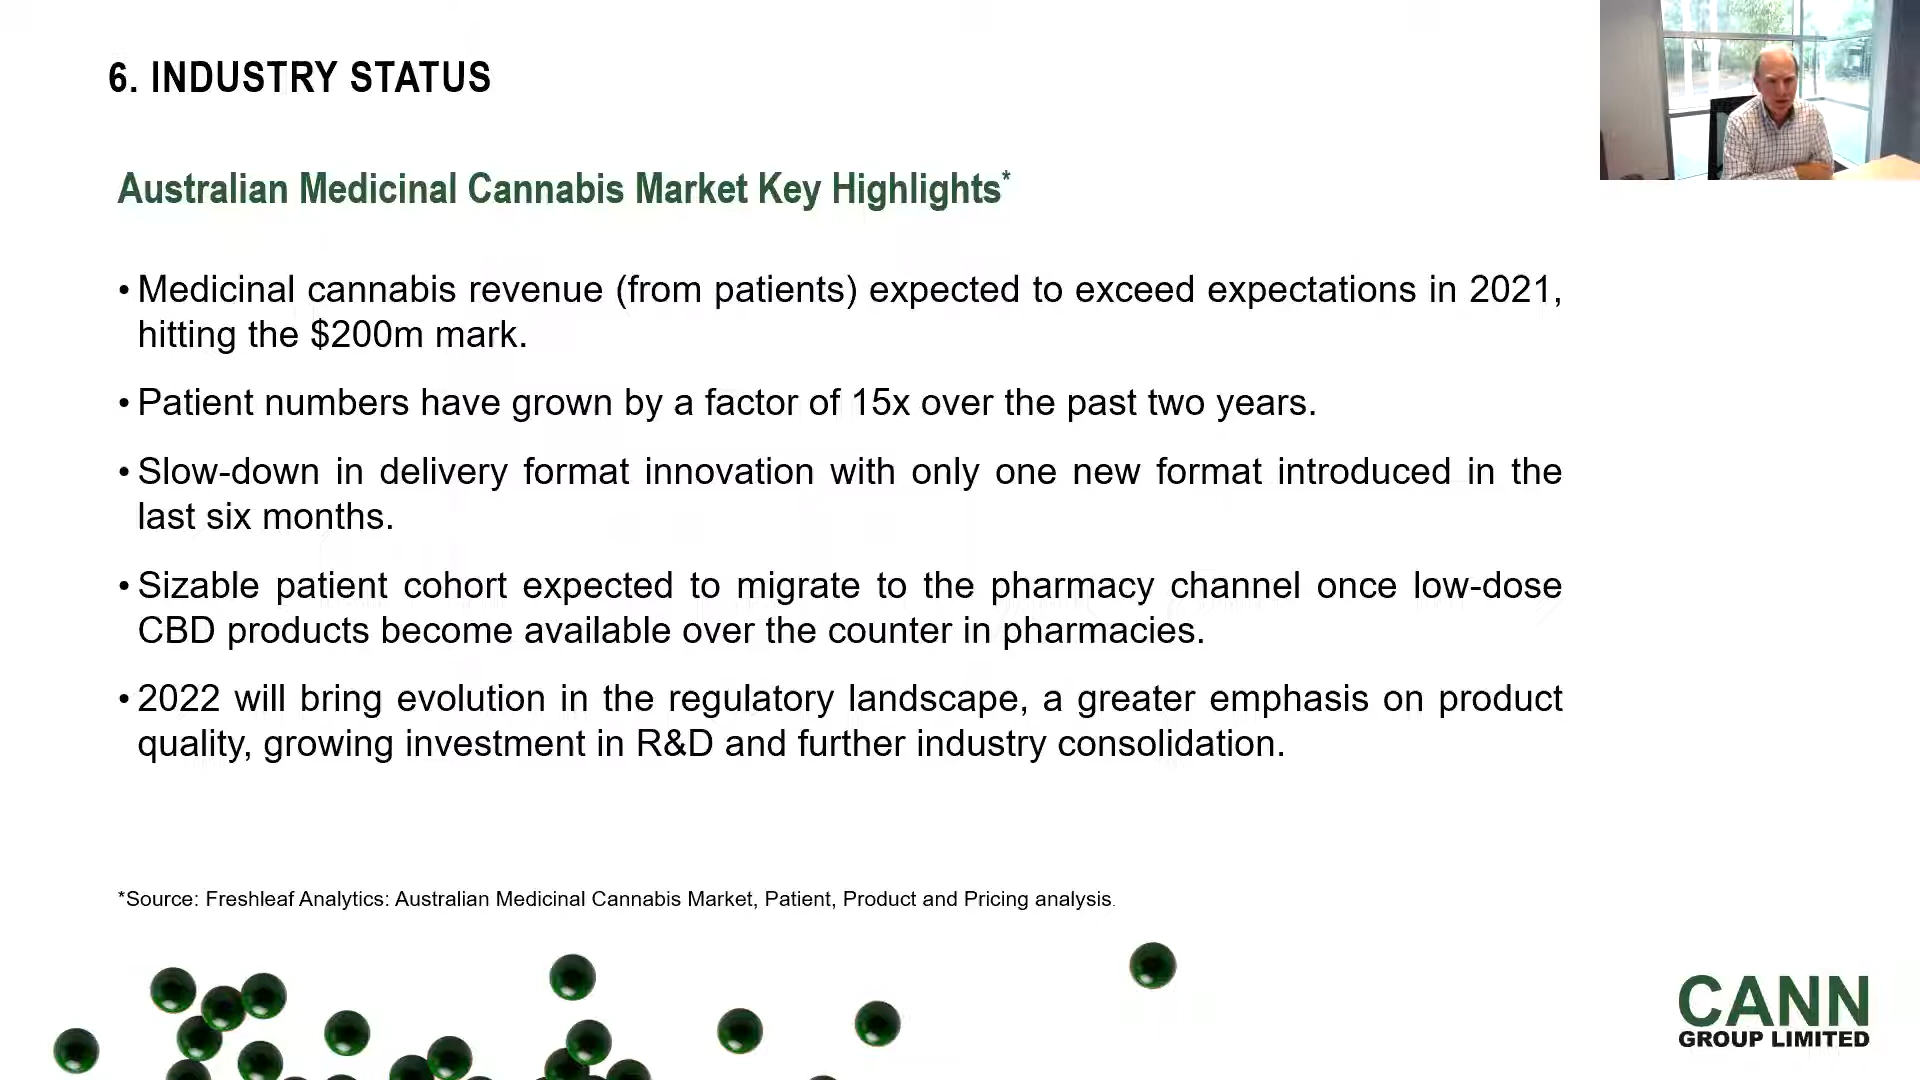 6. INDUSTRY STATUS
Australian Medicinal Cannabis Market Key Highlights*
• Medicinal cannabis revenue (from patients) expected to exceed expectations in 2021,
hitting the $200m mark.
• Patient numbers have grown by a factor of 15x over the past two years.
• Slow-down in delivery format innovation with only one new format introduced in the
last six months.
• Sizable patient cohort expected to migrate to the pharmacy channel once low-dose
CBD products become available over the counter in pharmacies.
• 2022 will bring evolution in the regulatory landscape, a greater emphasis on product
quality, growing investment in R&D and further industry consolidation.
*Source: Freshleaf Analytics: Australian Medicinal Cannabis Market, Patient, Product and Pricing analysis.
CANN
GROUP LIMITED